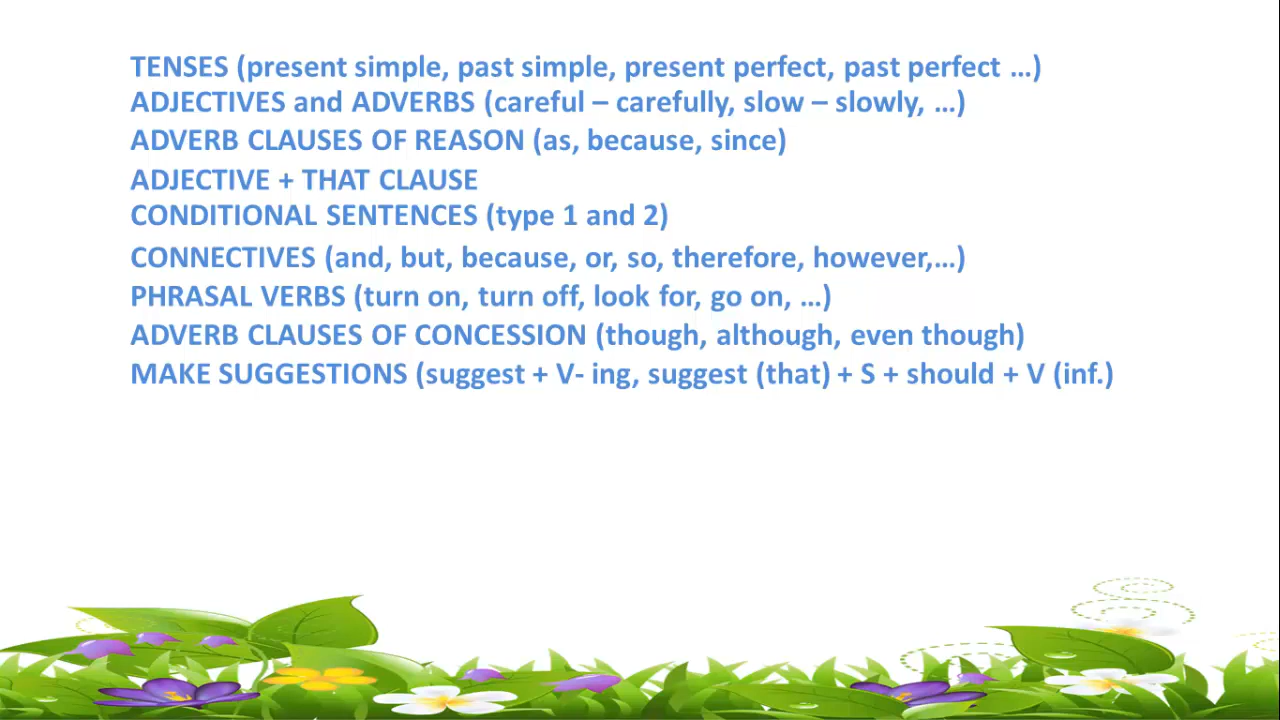 TENSES (present simple, past simple, present perfect, past perfect …)
ADJECTIVES and ADVERBS (careful – carefully, slow – slowly, …)
ADVERB CLAUSES OF REASON (as, because, since)
ADJECTIVE + THAT CLAUSE
CONDITIONAL SENTENCES (type 1 and 2)
CONNECTIVES (and, but, because, or, so, therefore, however,…)
PHRASAL VERBS (turn on, turn off, look for, go on, …)
ADVERB CLAUSES OF CONCESSION (though, although, even though)
MAKE SUGGESTIONS (suggest + V- ing, suggest (that) + S + should + V (inf.)